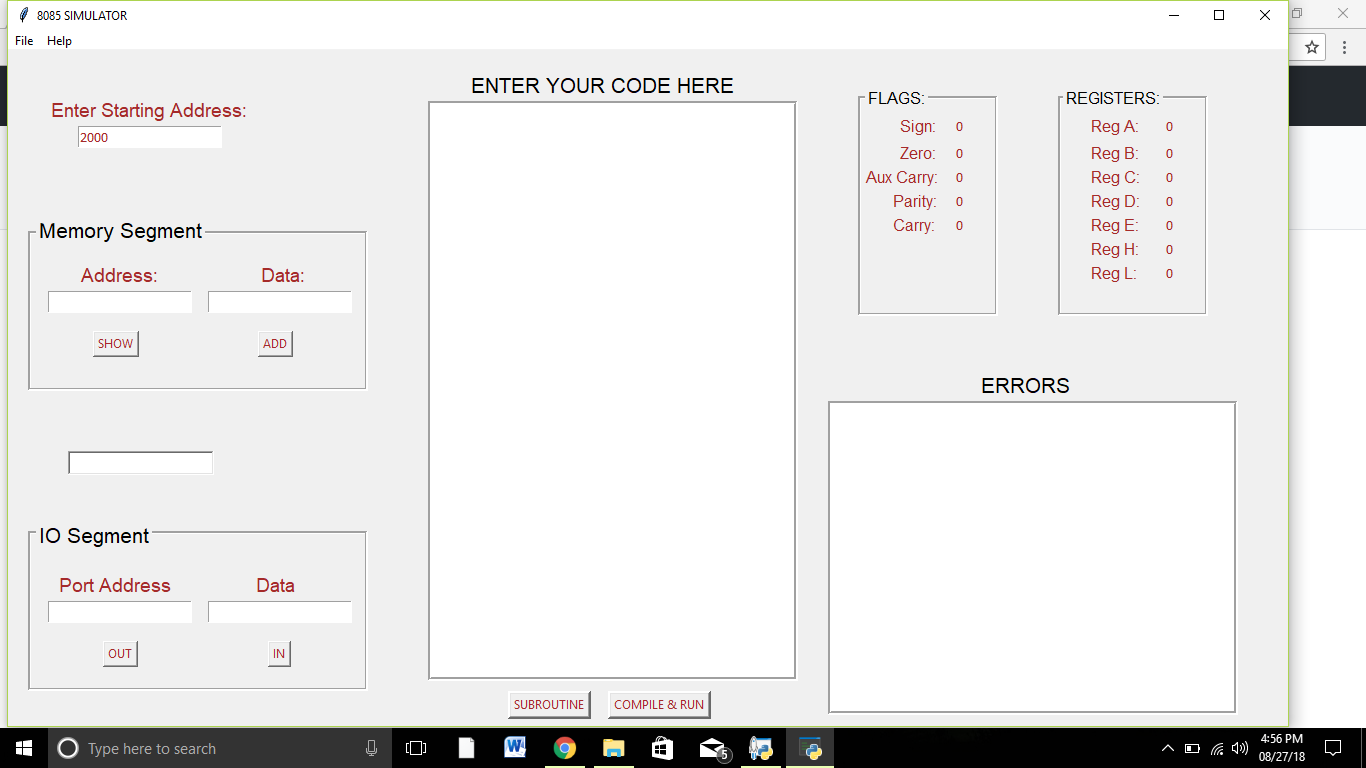 8085 SIMULATOR
File Help
Enter Starting Address:
2000
Memory Segment
Address: Data:
SHOW ADD
IO Segment
Port Address Data
OUT IN
ENTER YOUR CODE HERE
SUBROUTINE COMPILE & RUN
FLAGS:
Sign: 0
Zero: 0
Aux Carry: 0
Parity: 0
Carry: 0
REGISTERS:
Reg A: 0
Reg B: 0
Reg C: 0
Reg D: 0
Reg E: 0
Reg H: 0
Reg L: 0
ERRORS
Type here to search
5
4:56 PM
08/27/18